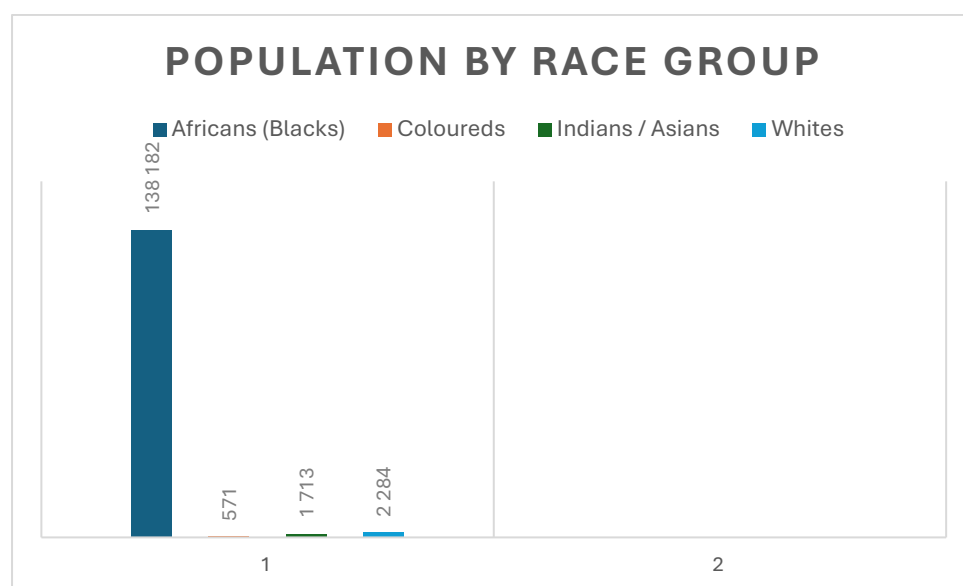 POPULATION BY RACE GROUP
Africans (Blacks) Coloureds Indians / Asians Whites
138 182
571
1 713
2 284
1 2